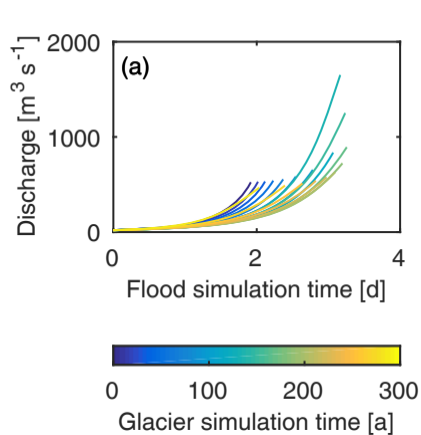 (a)
Discharge [m³ s⁻¹]
2000
1000
0
0 2 4
Flood simulation time [d]
0 100 200 300
Glacier simulation time [a]